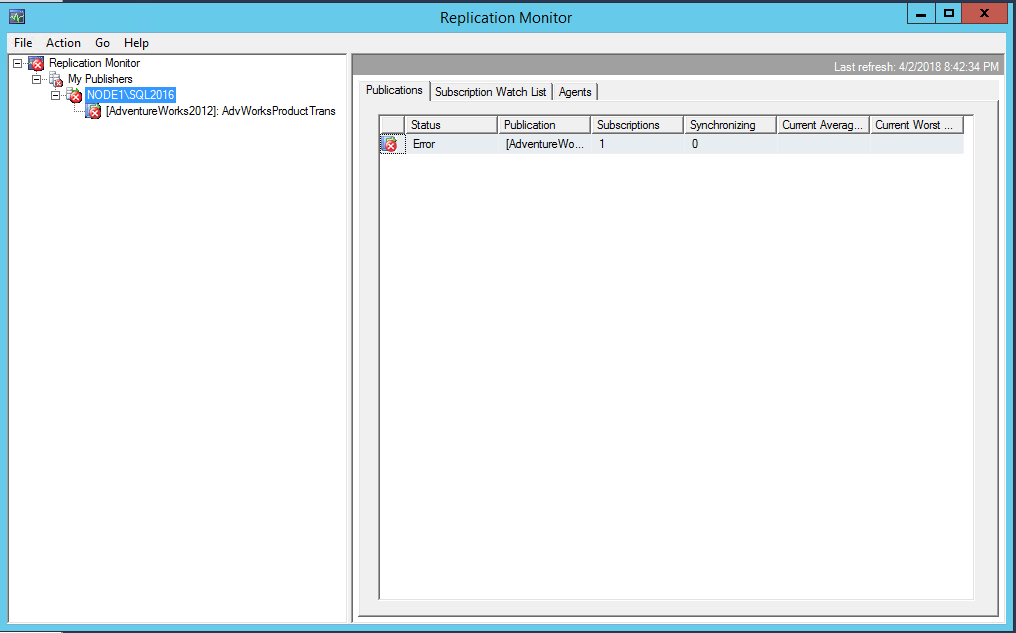 Replication Monitor
File Action Go Help
Replication Monitor
My Publishers
NODE1\SQL2016
[AdventureWorks2012]: AdvWorksProductTrans
Last refresh: 4/2/2018 8:42:34 PM
Publications Subscription Watch List Agents
Status Publication Subscriptions Synchronizing Current Averag... Current Worst ...
Error [AdventureWo... 1 0